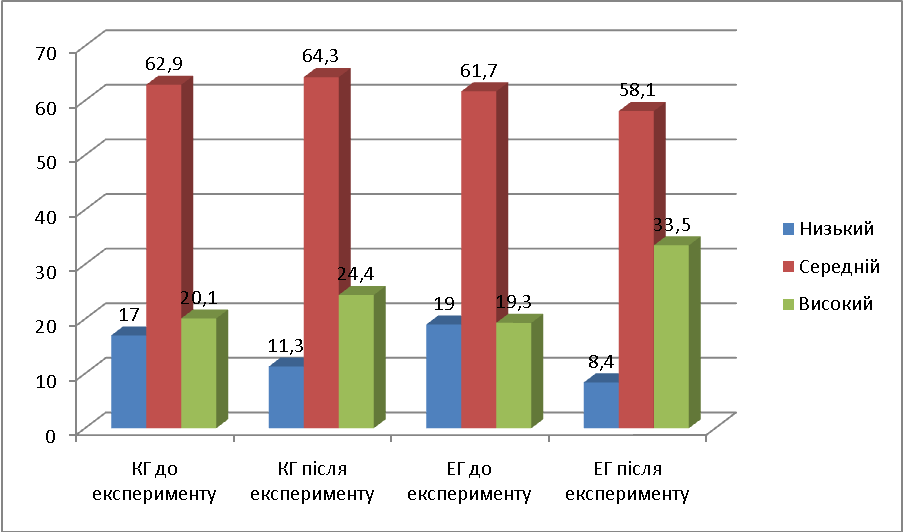 70
60
50
40
30
20
10
0
62,9
64,3
61,7
58,1
17
20,1
11,3
24,4
19
19,3
8,4
33,5
КГ до
експерименту
КГ після
експерименту
ЕГ до
експерименту
ЕГ після
експерименту
Низький
Середній
Високий